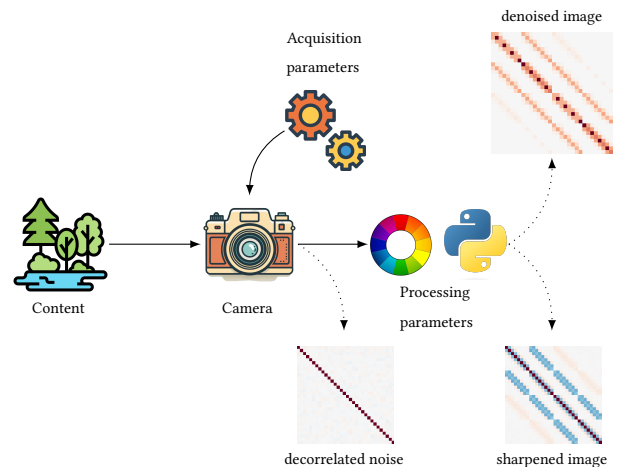 denoised image
Acquisition
parameters
Content
Camera
Processing
parameters
decorrelated noise
sharpened image